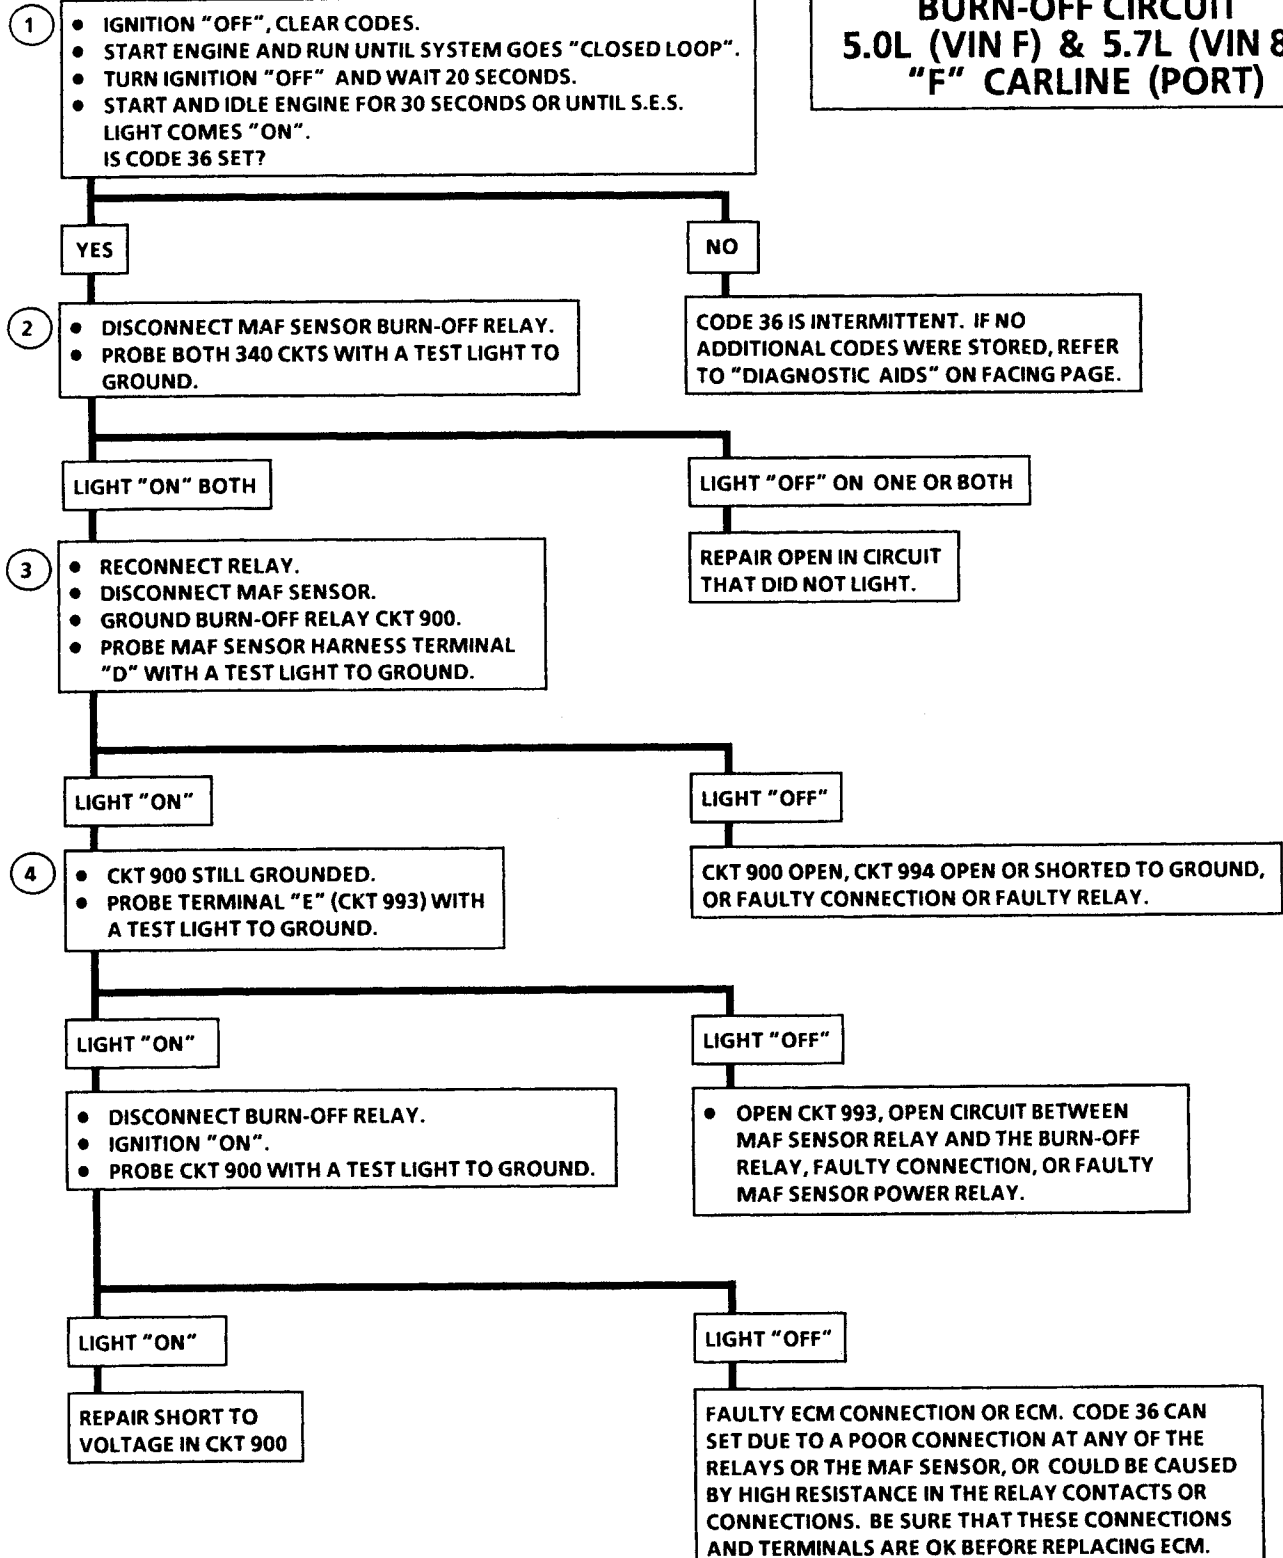 BURN-OFF CIRCUIT
5.0L (VIN F) & 5.7L (VIN 8
"F" CARLINE (PORT)
1
• IGNITION "OFF", CLEAR CODES.
• START ENGINE AND RUN UNTIL SYSTEM GOES "CLOSED LOOP".
• TURN IGNITION "OFF" AND WAIT 20 SECONDS.
• START AND IDLE ENGINE FOR 30 SECONDS OR UNTIL S.E.S.
LIGHT COMES "ON".
IS CODE 36 SET?
YES
NO
2
• DISCONNECT MAF SENSOR BURN-OFF RELAY.
• PROBE BOTH 340 CKTS WITH A TEST LIGHT TO
GROUND.
CODE 36 IS INTERMITTENT. IF NO
ADDITIONAL CODES WERE STORED, REFER
TO "DIAGNOSTIC AIDS" ON FACING PAGE.
LIGHT "ON" BOTH
LIGHT "OFF" ON ONE OR BOTH
REPAIR OPEN IN CIRCUIT
THAT DID NOT LIGHT.
3
• RECONNECT RELAY.
• DISCONNECT MAF SENSOR.
• GROUND BURN-OFF RELAY CKT 900.
• PROBE MAF SENSOR HARNESS TERMINAL
"D" WITH A TEST LIGHT TO GROUND.
LIGHT "ON"
LIGHT "OFF"
4
• CKT 900 STILL GROUNDED.
• PROBE TERMINAL "E" (CKT 993) WITH
A TEST LIGHT TO GROUND.
CKT 900 OPEN, CKT 994 OPEN OR SHORTED TO GROUND,
OR FAULTY CONNECTION OR FAULTY RELAY.
LIGHT "ON"
LIGHT "OFF"
• DISCONNECT BURN-OFF RELAY.
• IGNITION "ON".
• PROBE CKT 900 WITH A TEST LIGHT TO GROUND.
• OPEN CKT 993, OPEN CIRCUIT BETWEEN
MAF SENSOR RELAY AND THE BURN-OFF
RELAY, FAULTY CONNECTION, OR FAULTY
MAF SENSOR POWER RELAY.
LIGHT "ON"
LIGHT "OFF"
REPAIR SHORT TO
VOLTAGE IN CKT 900
FAULTY ECM CONNECTION OR ECM. CODE 36 CAN
SET DUE TO A POOR CONNECTION AT ANY OF THE
RELAYS OR THE MAF SENSOR, OR COULD BE CAUSED
BY HIGH RESISTANCE IN THE RELAY CONTACTS OR
CONNECTIONS. BE SURE THAT THESE CONNECTIONS
AND TERMINALS ARE OK BEFORE REPLACING ECM.